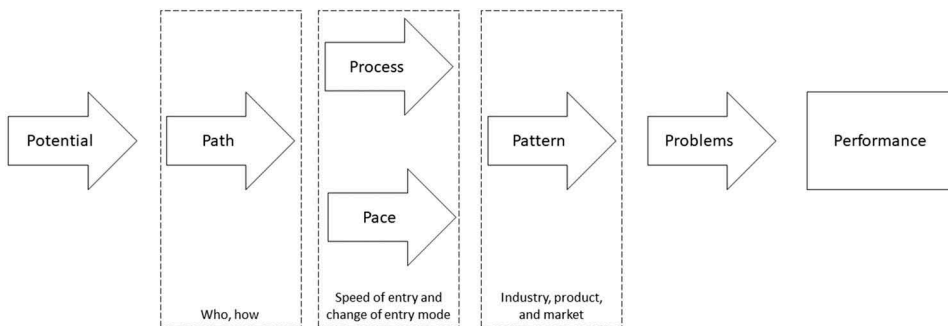 Process
Potential
Path
Pattern
Problems
Performance
Pace
Who, how
Speed of entry and
change of entry mode
Industry, product,
and market